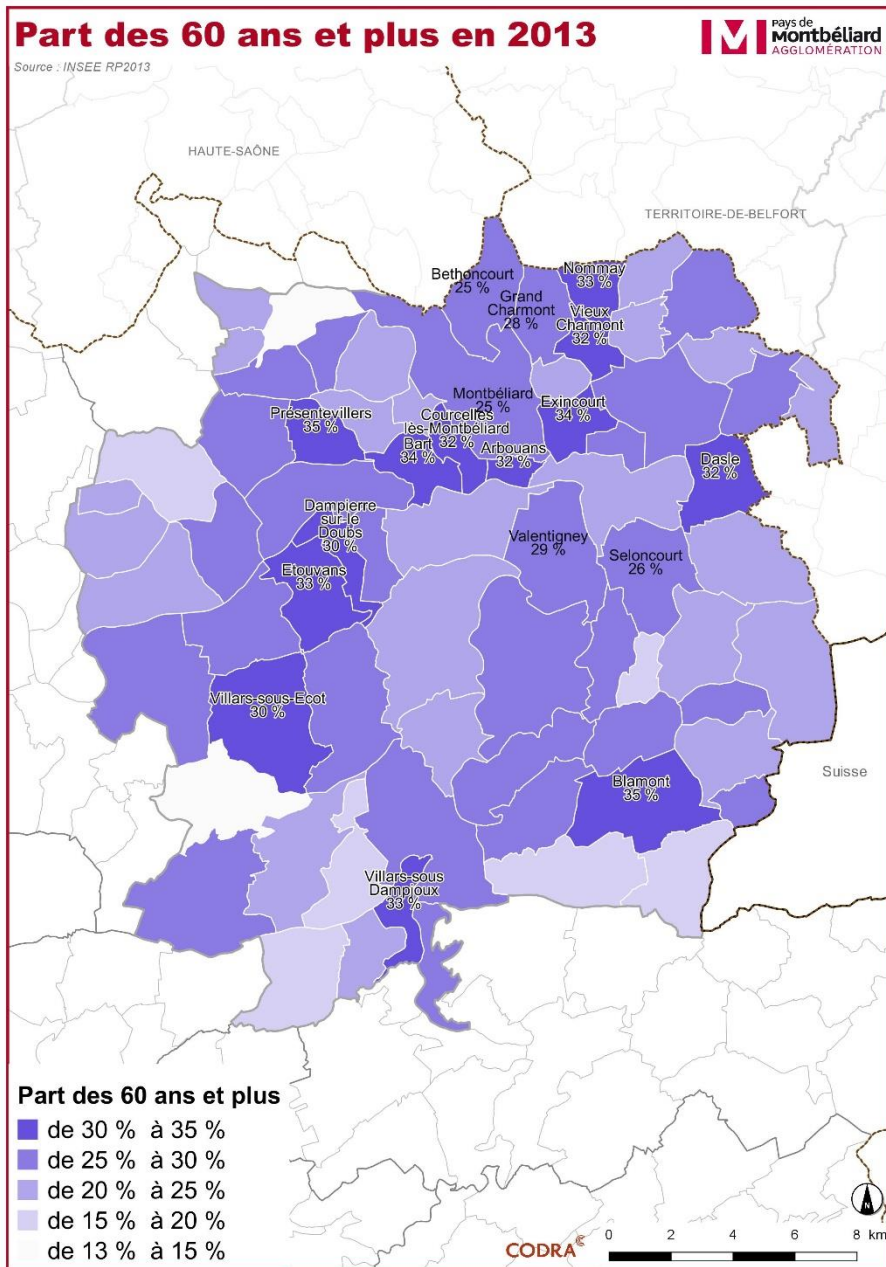 Part des 60 ans et plus en 2013
Source : INSEE RP2013
Pays de
Montbéliard
AGGLOMÉRATION
HAUTE-SAÔNE
TERRITOIRE-DE-BELFORT
Bethoncourt
25 %
Nommay
33 %
Grand
Charmont
28 %
Vieux
Charmont
32 %
Montbéliard
25 %
Présentevillers
35 %
Courcelles
lès-Montbéliard
32 %
Exincourt
34 %
Bart
34 %
Arbouans
32 %
Dasle
32 %
Dampierre
sur-le
Doubs
30 %
Valentigney
29 %
Seloncourt
26 %
Etouvans
33 %
Villars-sous-Ecot
30 %
Blamont
35 %
Suisse
Villars-sous
Dampjoux
33 %
Part des 60 ans et plus
de 30 % à 35 %
de 25 % à 30 %
de 20 % à 25 %
de 15 % à 20 %
de 13 % à 15 %
CODRA
N
0 2 4 6 8 km